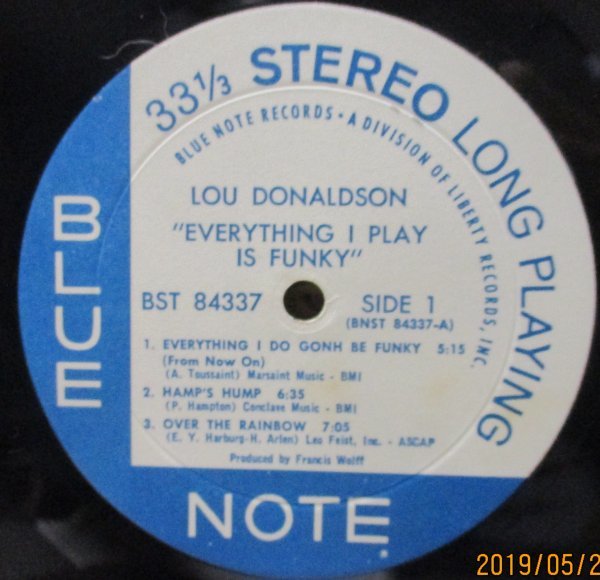 33⅓ STEREO LONG PLAYING
BLUE NOTE RECORDS • A DIVISION OF LIBERTY RECORDS, INC.
LOU DONALDSON
"EVERYTHING I PLAY
IS FUNKY"
BST 84337 SIDE 1
(BNST 84337-A)
1. EVERYTHING I DO GONH BE FUNKY 5:15
(From Now On)
(A. Toussaint) Marsaint Music - BMI
2. HAMP'S HUMP 6:35
(P. Hampton) Conclave Music - BMI
3. OVER THE RAINBOW 7:05
(E. Y. Harburg-H. Arlen) Leo Feist, Inc. - ASCAP
Produced by Francis Wolff
BLUE
NOTE
2019/05/2